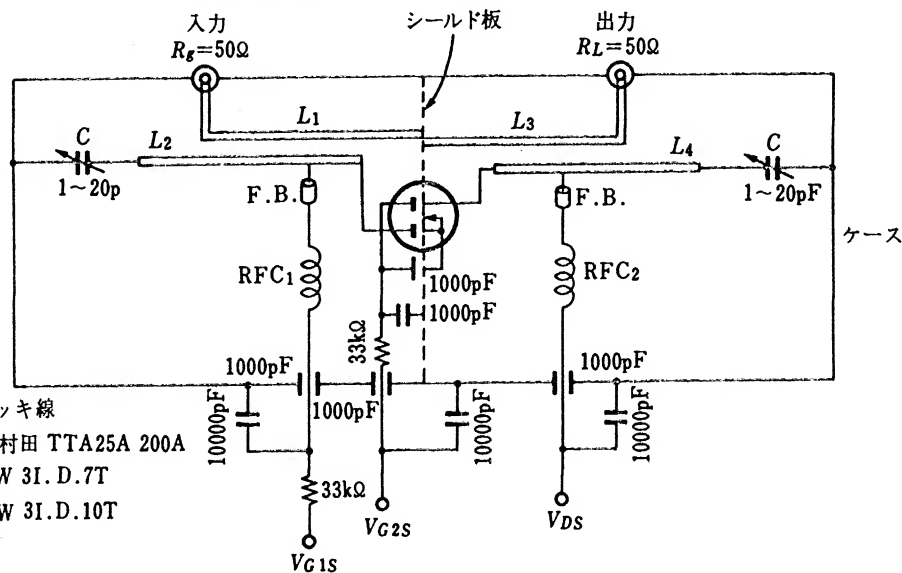 入力
Rg=50Ω
シールド板
出力
RL=50Ω
L1
L3
C
L2
L4
C
1～20p
F.B.
F.B.
1～20pF
ケース
RFC1
1000pF
RFC2
1000pF
33kΩ
1000pF
1000pF
1000pF
10000pF
10000pF
10000pF
ッキ線
村田 TTA25A 200A
W 3I.D.7T
W 3I.D.10T
33kΩ
VG2S
VDS
VG1S